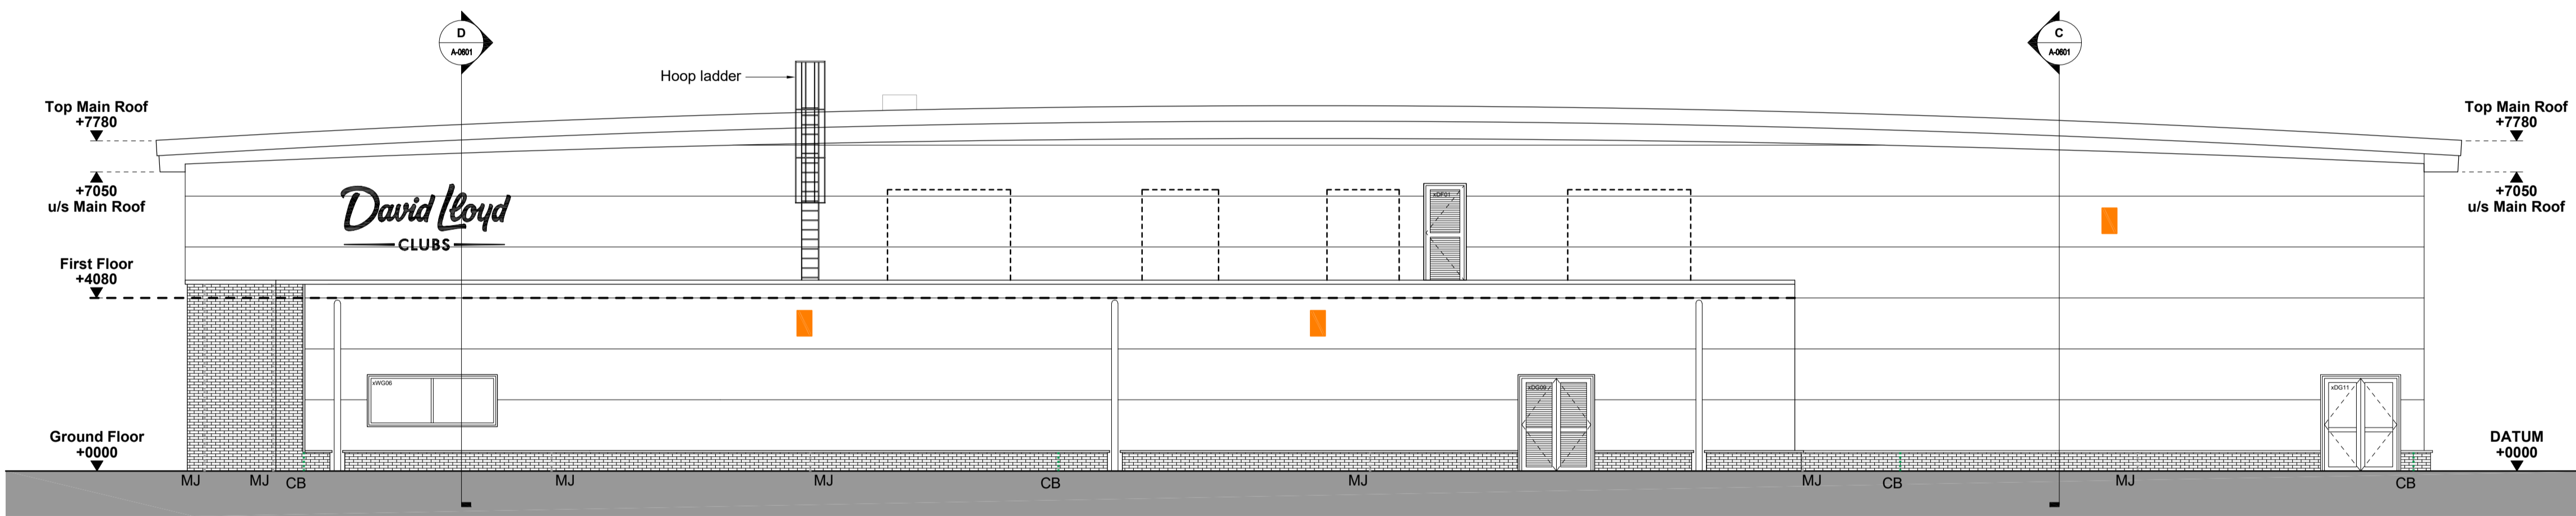 D
A-0601
C
A-0601
Hoop ladder
Top Main Roof
+7780
Top Main Roof
+7780
+7050
u/s Main Roof
+7050
u/s Main Roof
David Lloyd
CLUBS
xDF01
First Floor
+4080
xWG06
xDG09
xDG11
Ground Floor
+0000
DATUM
+0000
MJ MJ CB MJ MJ CB MJ MJ CB MJ CB